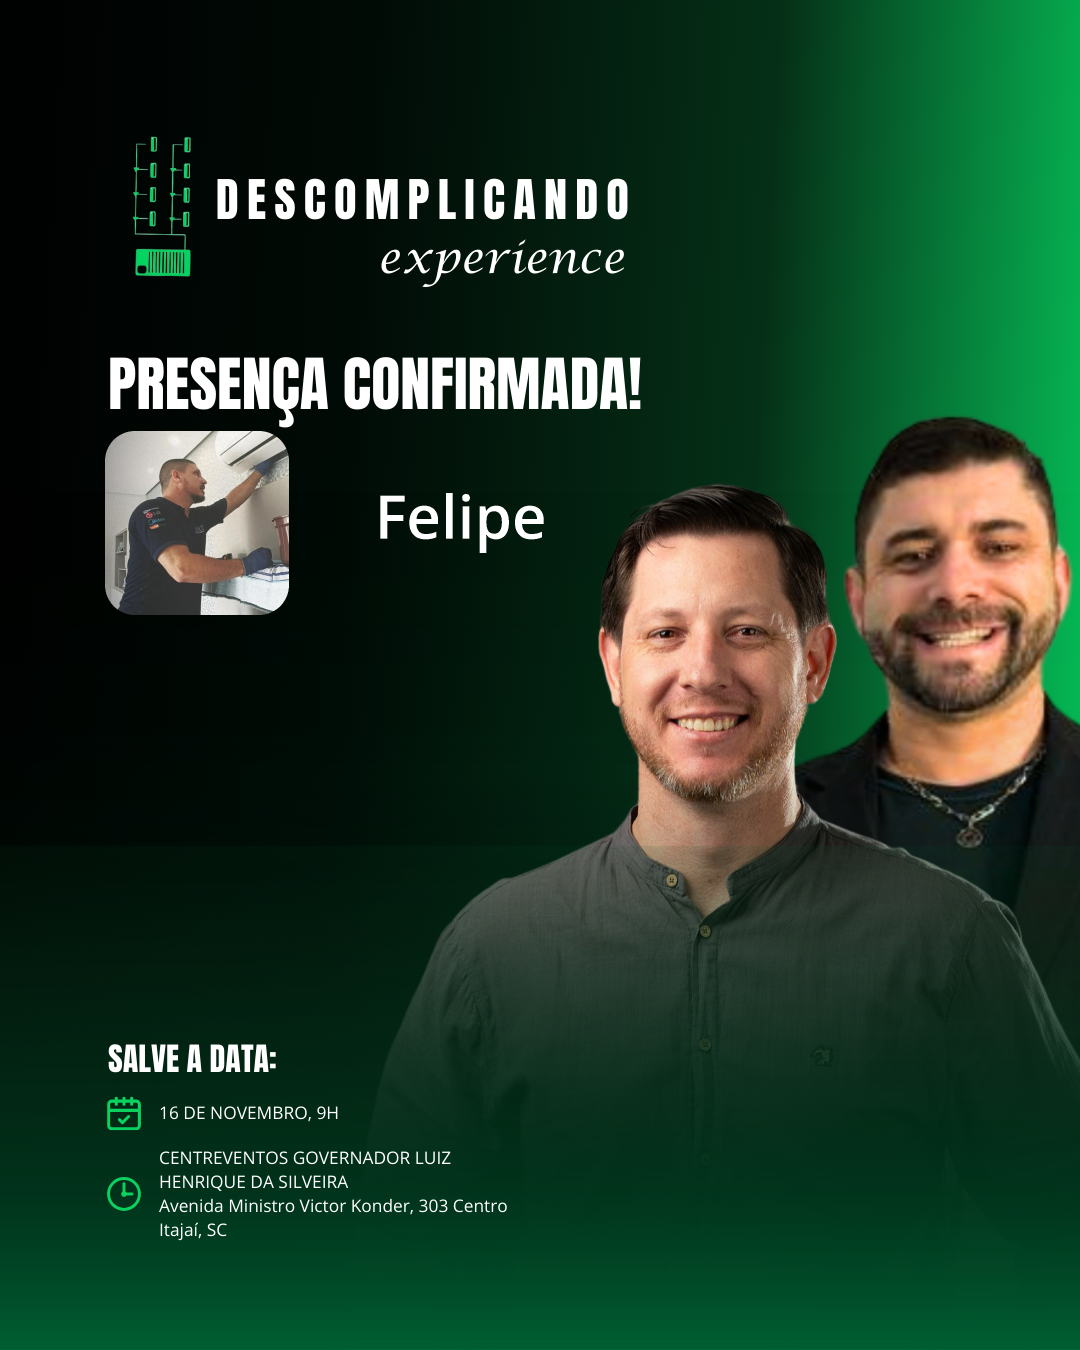 DESCOMPLICANDO
experience
PRESENÇA CONFIRMADA!
Felipe
SALVE A DATA:
16 DE NOVEMBRO, 9H
CENTREVENTOS GOVERNADOR LUIZ
HENRIQUE DA SILVEIRA
Avenida Ministro Victor Konder, 303 Centro
Itajaí, SC